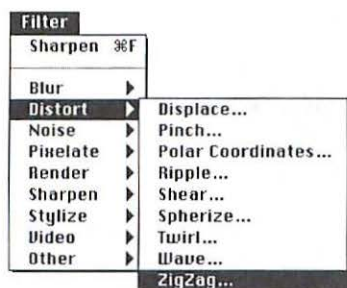 Filter
Sharpen ⌘F
Blur
Distort
Noise
Pixelate
Render
Sharpen
Stylize
Video
Other
Displace...
Pinch...
Polar Coordinates...
Ripple...
Shear...
Spherize...
Twirl...
Wave...
ZigZag...